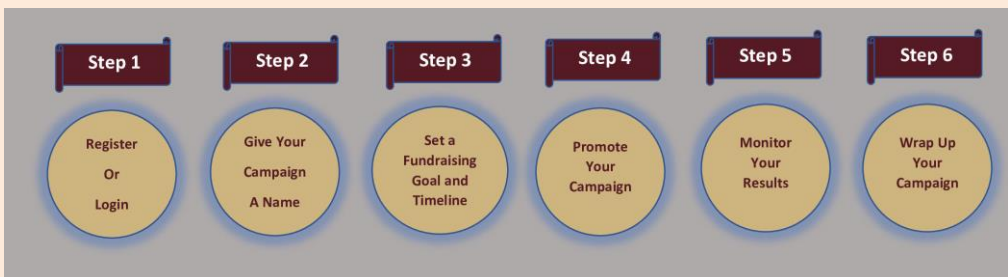 Step 1
Register
Or
Login
Step 2
Give Your
Campaign
A Name
Step 3
Set a
Fundraising
Goal and
Timeline
Step 4
Promote
Your
Campaign
Step 5
Monitor
Your
Results
Step 6
Wrap Up
Your
Campaign